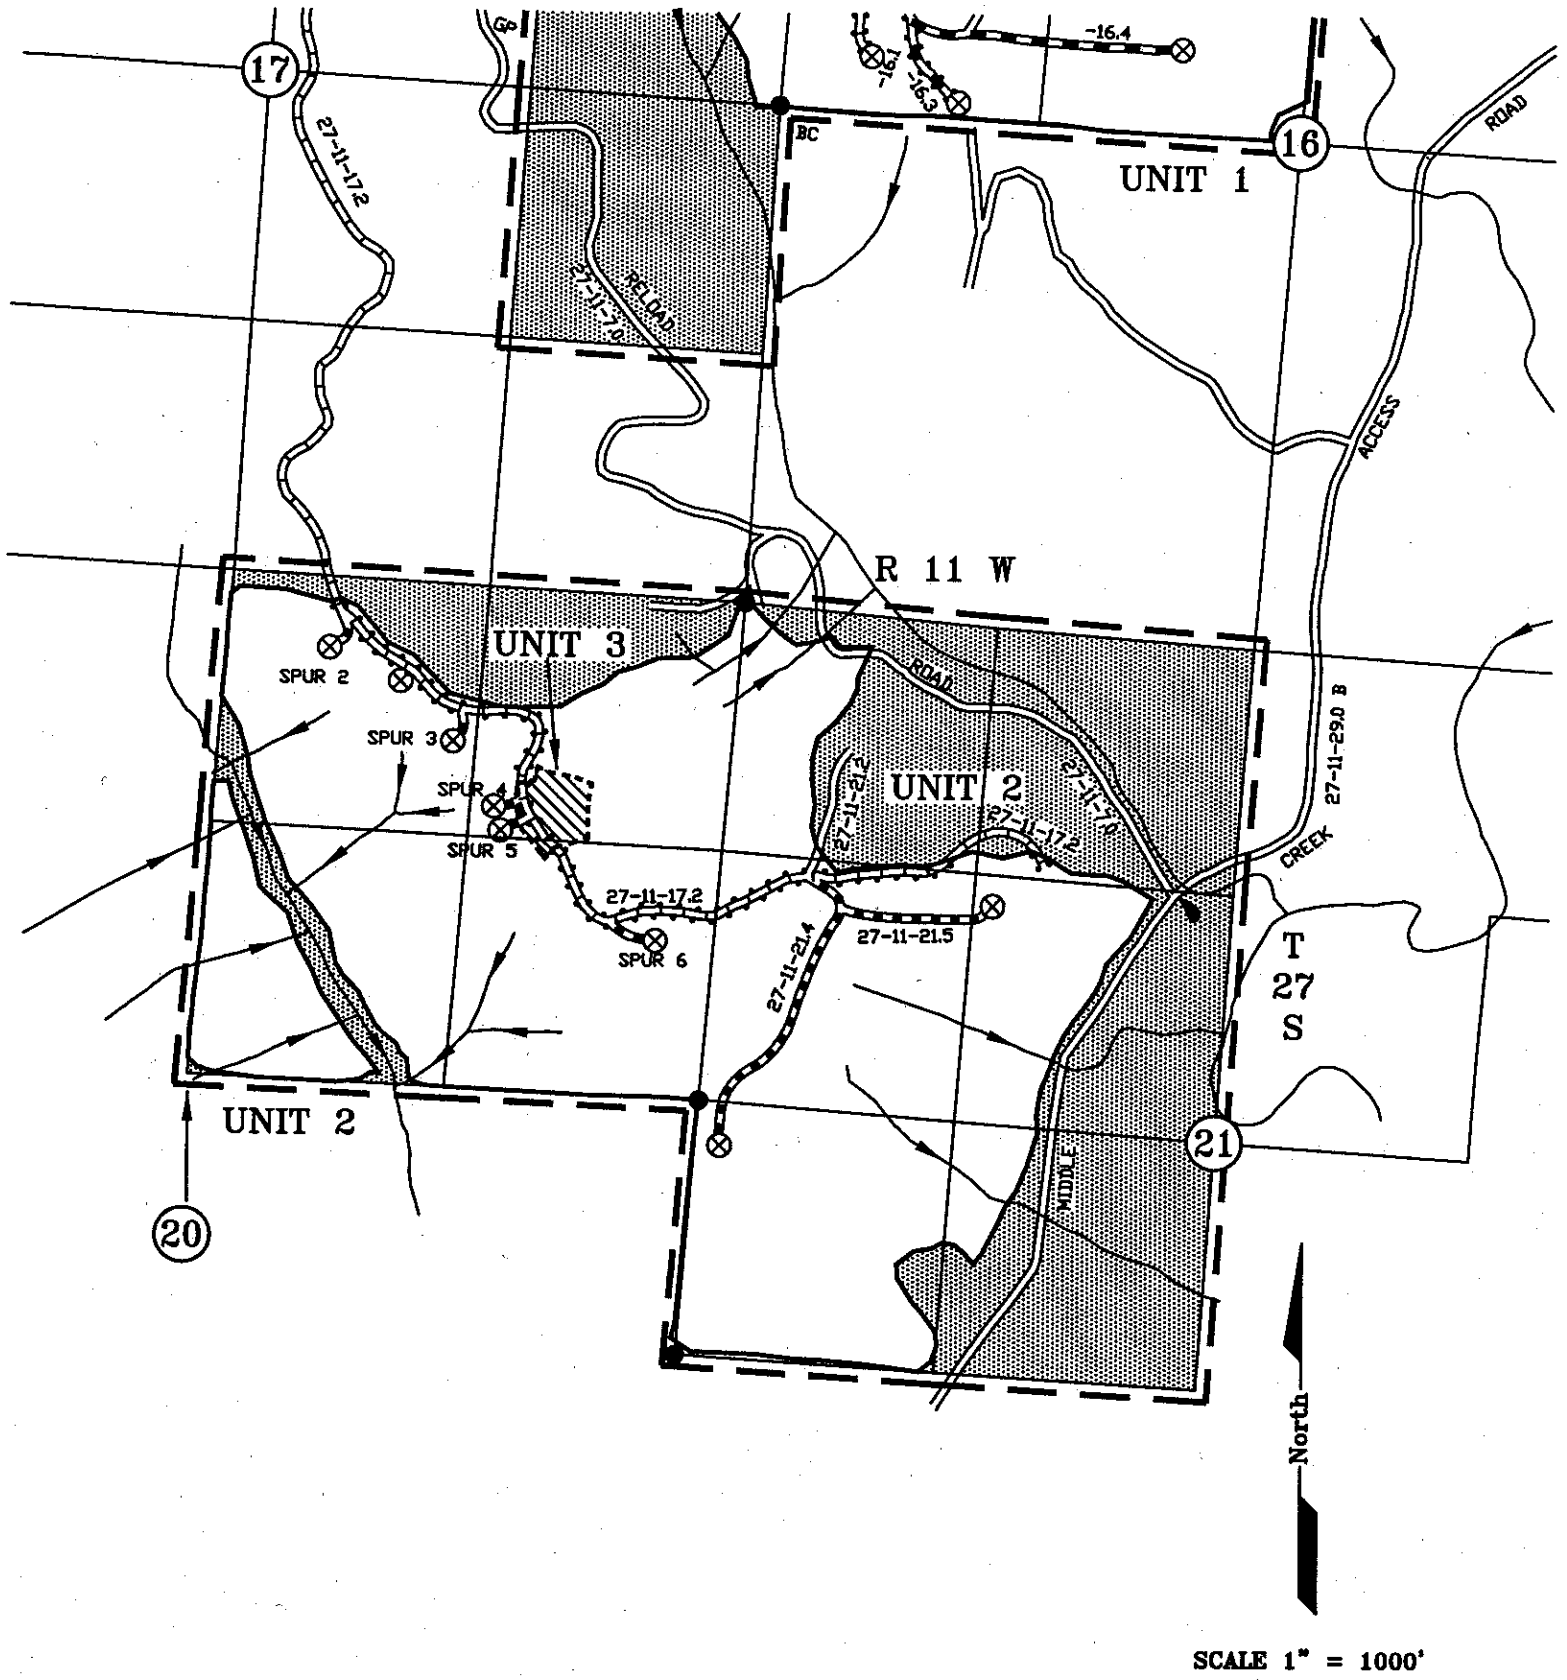 GP
-16.4
-16.1
-16.3
17
27-11-17.2
BC
16
ROAD
UNIT 1
RELOAD
27-11-7.0
ACCESS
R 11 W
UNIT 3
SPUR 2
ROAD
27-11-29.0 B
SPUR 3
27-11-21.2
UNIT 2
27-11-7.0
SPUR 4
27-11-17.2
SPUR 5
CREEK
27-11-17.2
27-11-21.5
27-11-21.4
SPUR 6
T
27
S
UNIT 2
21
MIDDLE
20
North
SCALE 1" = 1000'